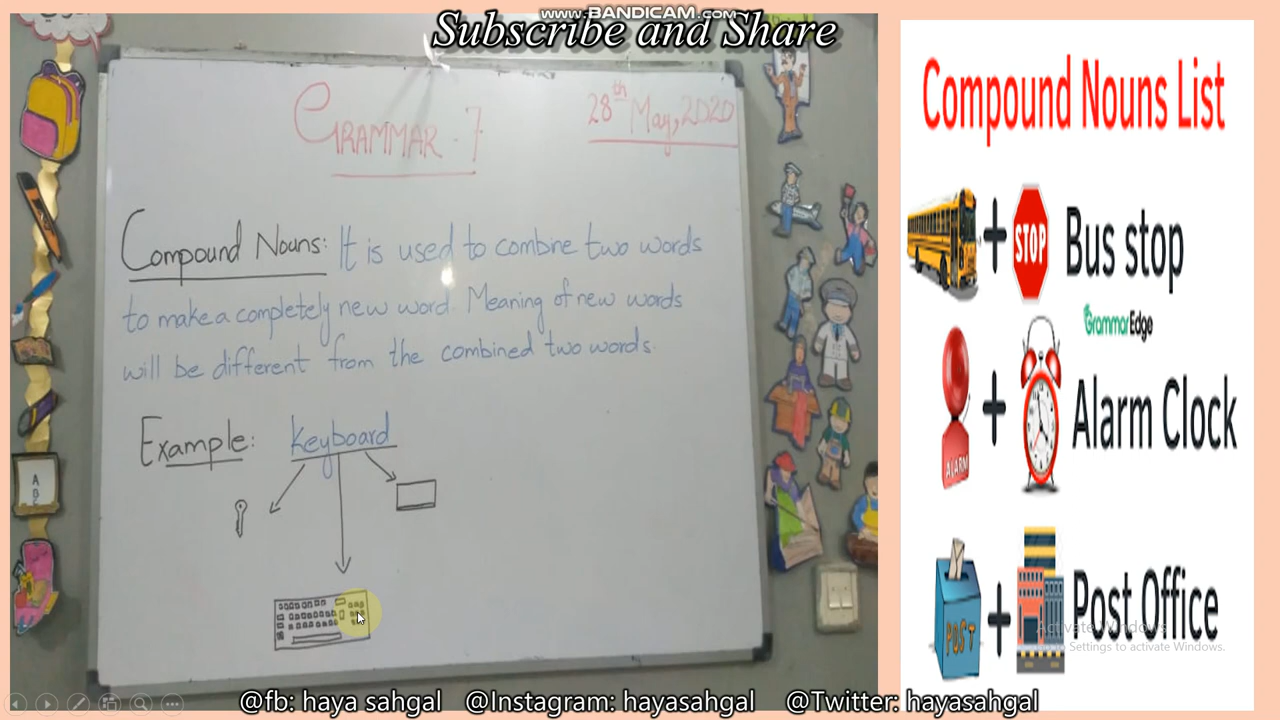 www.BANDICAM.com
Subscribe and Share
GRAMMAR - 7
28th May, 2020
Compound Nouns: It is used to combine two words
to make a completely new word. Meaning of new words
will be different from the combined two words.
Example: Keyboard
A
B
Compound Nouns List
STOP
Bus stop
GrammarEdge
ALARM
Alarm Clock
POST
Post Office
Activate Windows
Go to Settings to activate Windows.
@fb: haya sahgal @Instagram: hayasahgal @Twitter: hayasahgal